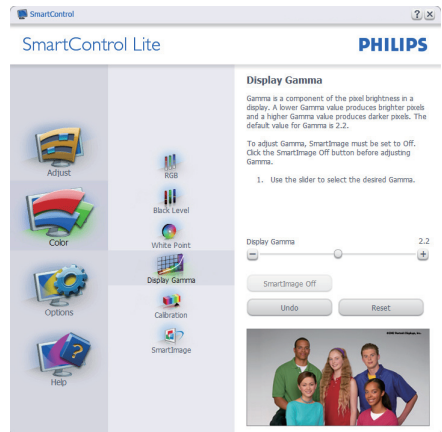 SmartControl
? ×
SmartControl Lite
PHILIPS
Adjust
Color
Options
Help
RGB
Black Level
White Point
Display Gamma
Calibration
SmartImage
Display Gamma
Gamma is a component of the pixel brightness in a
display. A lower Gamma value produces brighter pixels
and a higher Gamma value produces darker pixels. The
default value for Gamma is 2.2.
To adjust Gamma, SmartImage must be set to Off.
Click the SmartImage Off button before adjusting
Gamma.
1. Use the slider to select the desired Gamma.
Display Gamma 2.2
SmartImage Off
Undo Reset